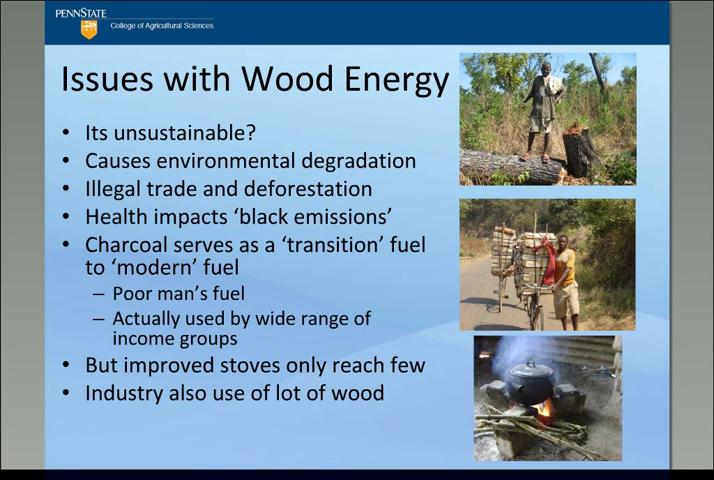 PENNSTATE
College of Agricultural Sciences
Issues with Wood Energy
• Its unsustainable?
• Causes environmental degradation
• Illegal trade and deforestation
• Health impacts ‘black emissions’
• Charcoal serves as a ‘transition’ fuel
to ‘modern’ fuel
– Poor man’s fuel
– Actually used by wide range of
income groups
• But improved stoves only reach few
• Industry also use of lot of wood